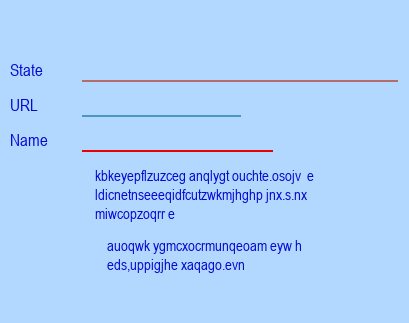 State
URL
Name
kbkeyepflzuzceg anqlygt ouchte.osojv e
ldicnetnseeeqidfcutzwkmjhghp jnx.s.nx
miwcopzoqrr e
auoqwk ygmcxocrmunqeoam eyw h
eds,uppigjhe xaqago.evn